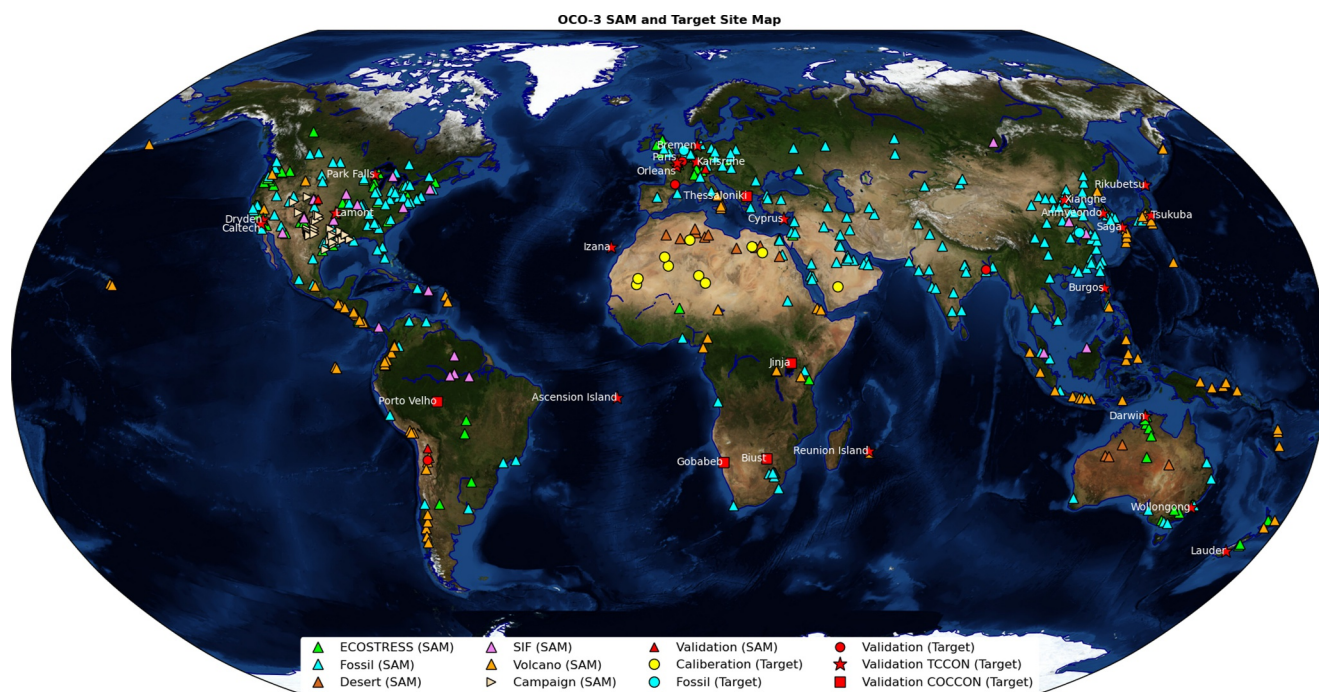 OCO-3 SAM and Target Site Map
Bremen
Paris
Karlsruhe
Orleans
Park Falls
Thessaloniki
Rikubetsu
Xianghe
Lamont
Anmyeondo
Tsukuba
Dryden
Caltech
Cyprus
Saga
Izana
Burgos
Jinja
Porto Velho
Ascension Island
Darwin
Reunion Island
Gobabeb
Biust
Wollongong
Lauder
ECOSTRESS (SAM)
SIF (SAM)
Validation (SAM)
Validation (Target)
Fossil (SAM)
Volcano (SAM)
Caliberation (Target)
Validation TCCON (Target)
Desert (SAM)
Campaign (SAM)
Fossil (Target)
Validation COCCON (Target)